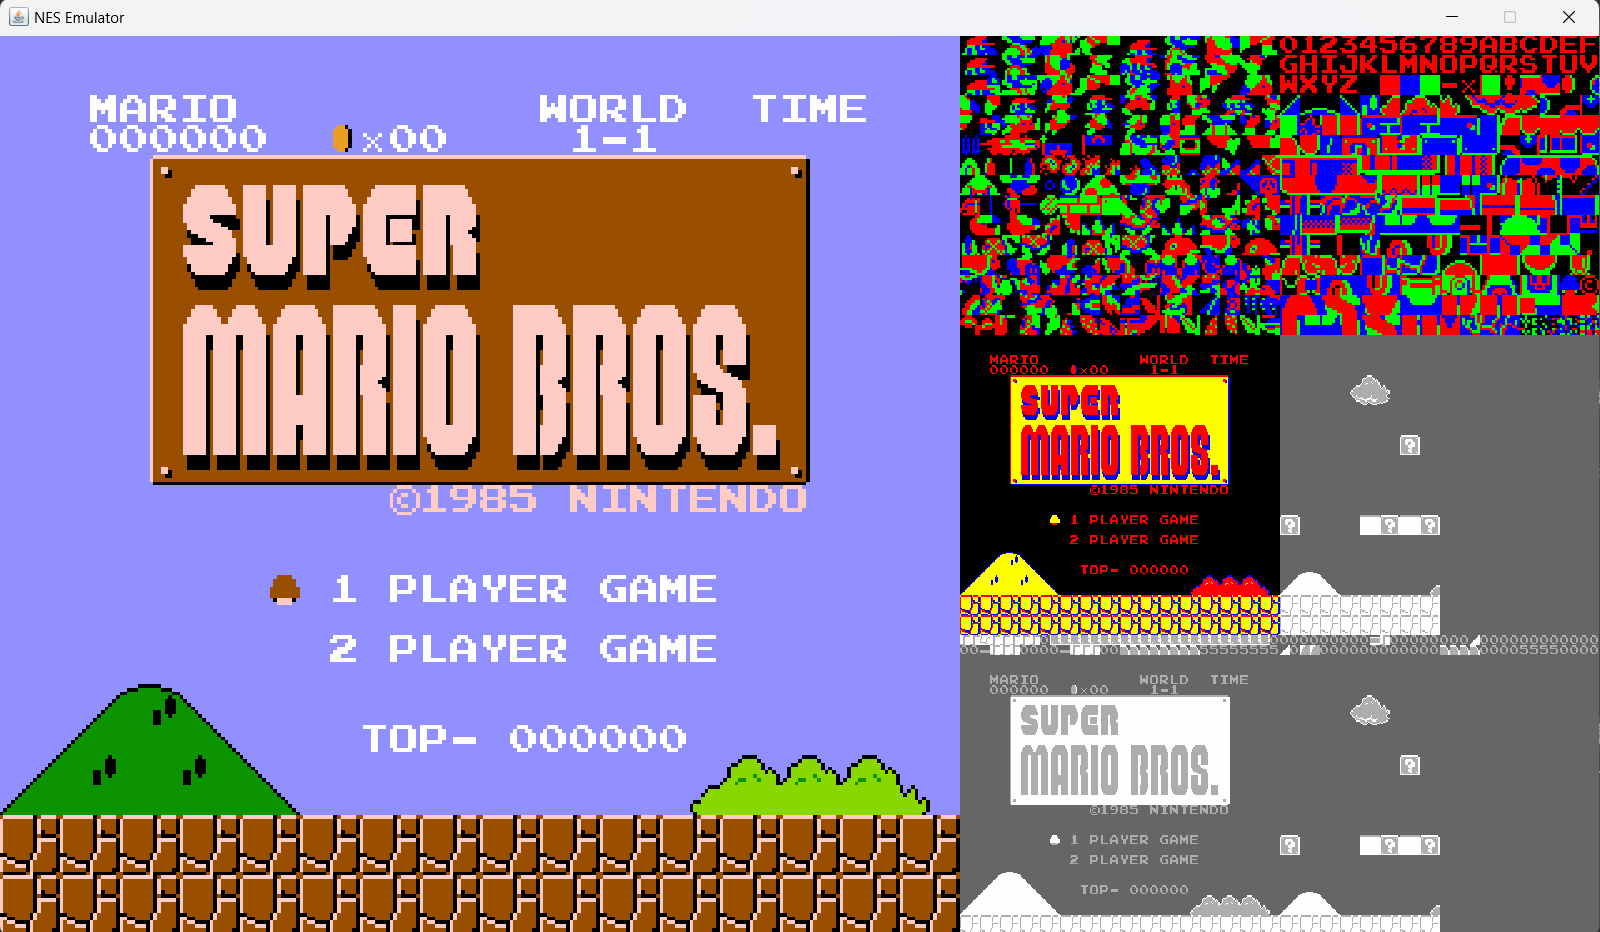 NES Emulator
MARIO WORLD TIME
000000 ×00 1-1
SUPER
MARIO BROS.
©1985 NINTENDO
1 PLAYER GAME
2 PLAYER GAME
TOP- 000000
0123456789ABCDEF
GHIJKLMNOPQRSTUV
WXYZ - ×
MARIO WORLD TIME
000000 ×00 1-1
SUPER
MARIO BROS.
©1985 NINTENDO
1 PLAYER GAME
2 PLAYER GAME
TOP- 000000
?
?
? ?
MARIO WORLD TIME
000000 ×00 1-1
SUPER
MARIO BROS.
©1985 NINTENDO
1 PLAYER GAME
2 PLAYER GAME
TOP- 000000
?
?
? ?